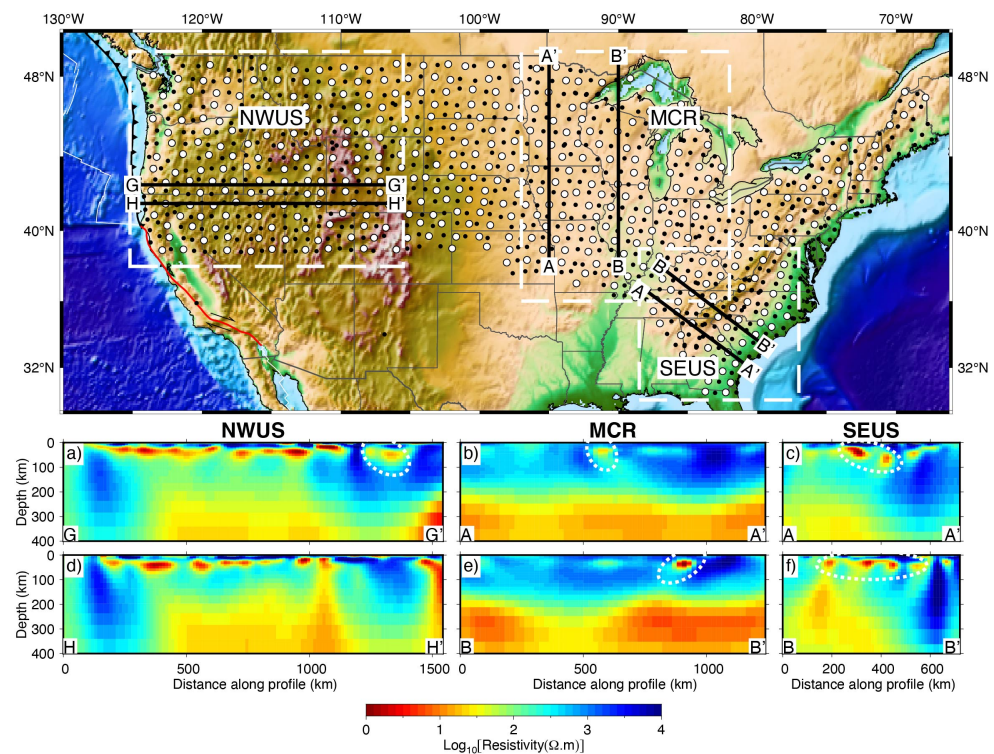 130°W 120°W 110°W 100°W 90°W 80°W 70°W
48°N 48°N
40°N 40°N
32°N 32°N
A' B'
NWUS MCR
G G'
H H'
A B
B
A
B'
A'
SEUS
NWUS MCR SEUS
Depth (km)
0
100
200
300
400
a) G G'
b) A A'
c) A A'
Depth (km)
0
100
200
300
400
d) H H'
e) B B'
f) B B'
0 500 1000 1500
0 500 1000
0 200 400 600
Distance along profile (km) Distance along profile (km) Distance along profile (km)
0 1 2 3 4
Log10[Resistivity(Ω.m)]